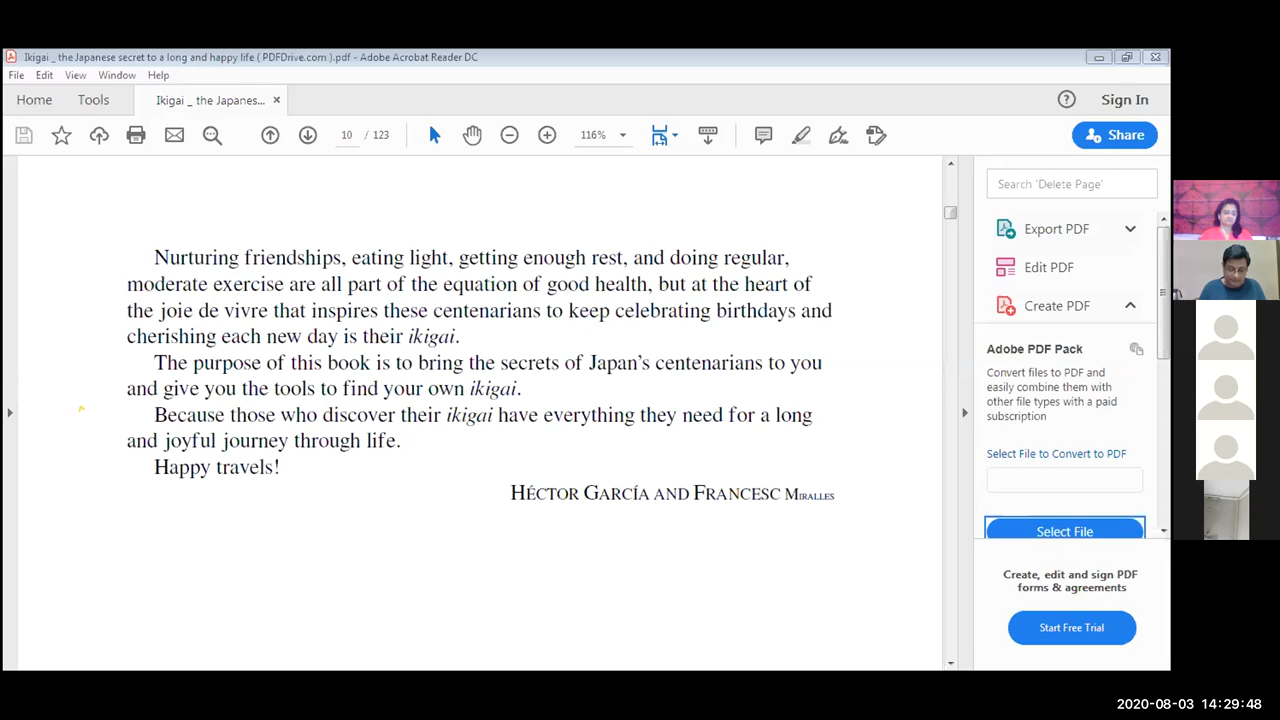 Ikigai _ the Japanese secret to a long and happy life ( PDFDrive.com ).pdf - Adobe Acrobat Reader DC
File Edit View Window Help
Home Tools Ikigai _ the Japanes... × Sign In
10 / 123 116% Share
Nurturing friendships, eating light, getting enough rest, and doing regular,
moderate exercise are all part of the equation of good health, but at the heart of
the joie de vivre that inspires these centenarians to keep celebrating birthdays and
cherishing each new day is their ikigai.
The purpose of this book is to bring the secrets of Japan's centenarians to you
and give you the tools to find your own ikigai.
Because those who discover their ikigai have everything they need for a long
and joyful journey through life.
Happy travels!
HÉCTOR GARCÍA AND FRANCESC MIRALLES
Search 'Delete Page'
Export PDF
Edit PDF
Create PDF
Adobe PDF Pack
Convert files to PDF and
easily combine them with
other file types with a paid
subscription
Select File to Convert to PDF
Select File
Create, edit and sign PDF
forms & agreements
Start Free Trial
2020-08-03 14:29:48